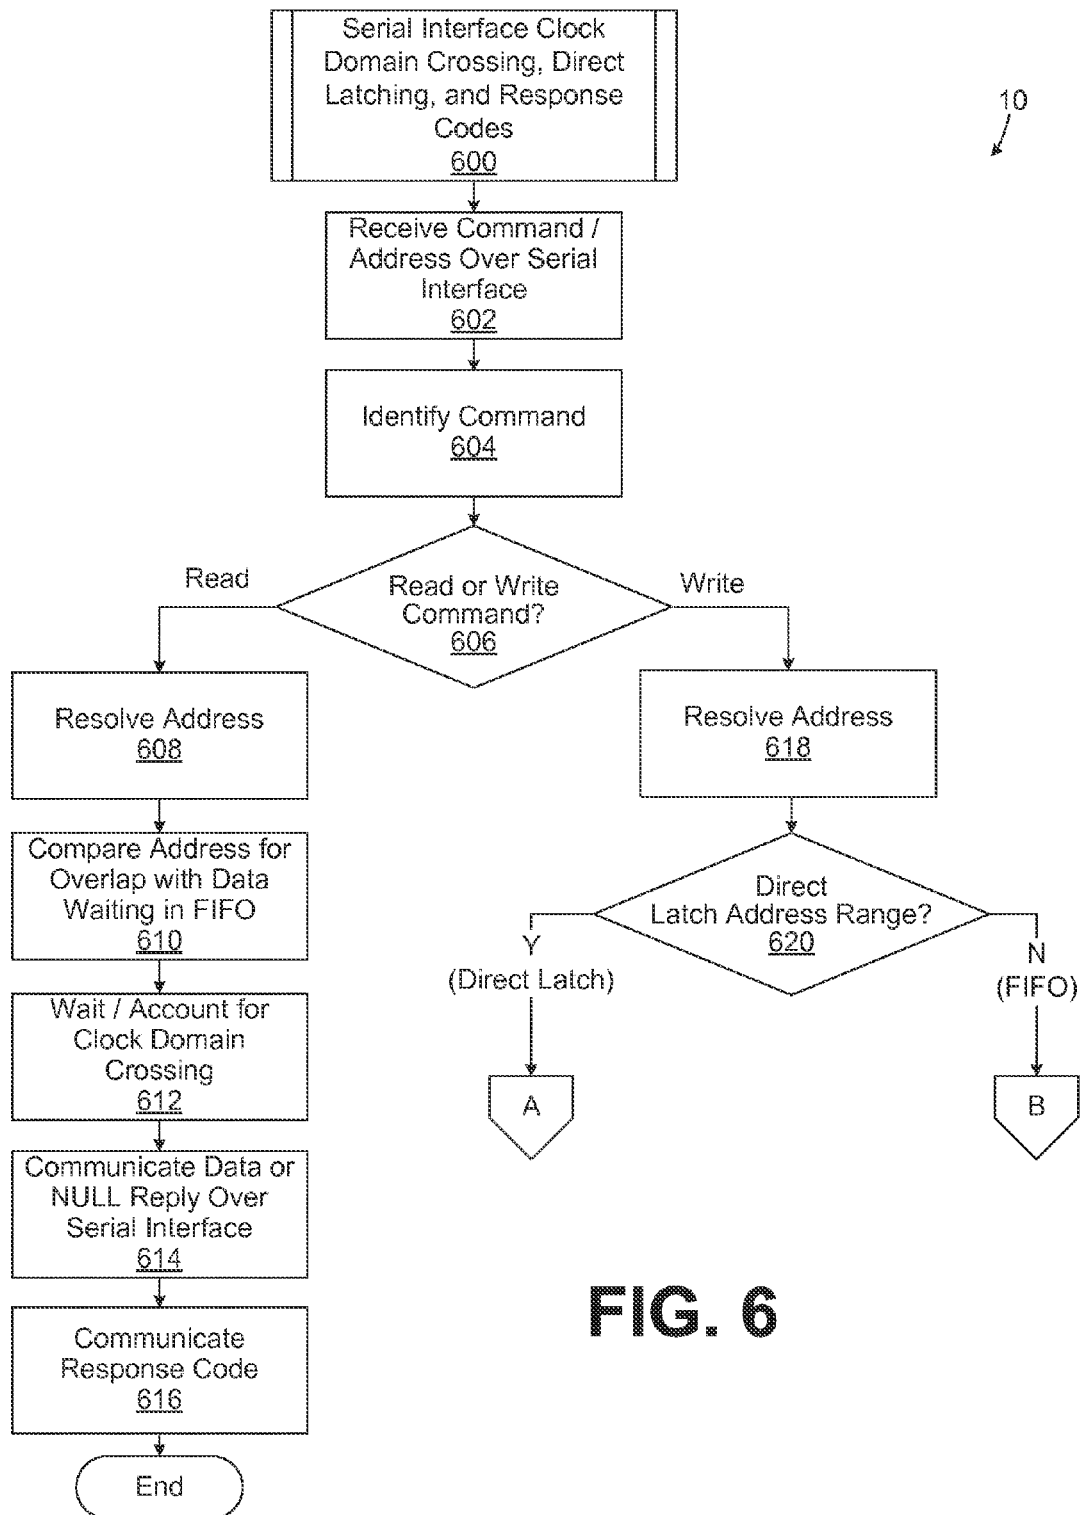 Serial Interface Clock
Domain Crossing, Direct
Latching, and Response
Codes
600
10
Receive Command /
Address Over Serial
Interface
602
Identify Command
604
Read or Write
Command?
606
Read
Write
Resolve Address
608
Compare Address for
Overlap with Data
Waiting in FIFO
610
Wait / Account for
Clock Domain
Crossing
612
Communicate Data or
NULL Reply Over
Serial Interface
614
Communicate
Response Code
616
End
Resolve Address
618
Direct
Latch Address Range?
620
Y
(Direct Latch)
N
(FIFO)
A
B
FIG. 6